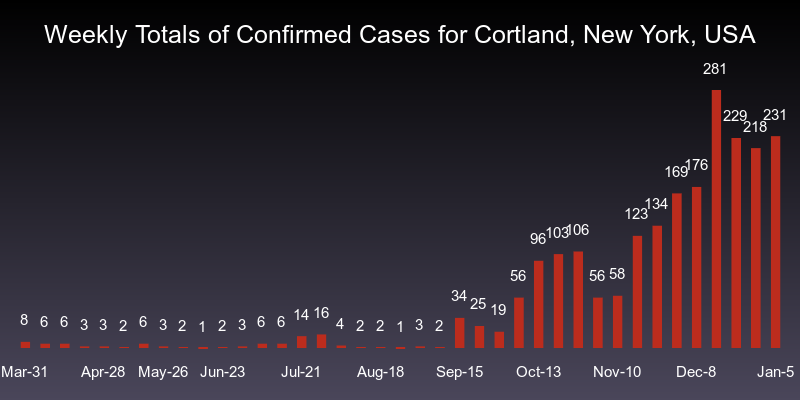 Weekly Totals of Confirmed Cases for Cortland, New York, USA
8 6 6 3 3 2 6 3 2 1 2 3 6 6 14 16 4 2 2 1 3 2 34 25 19 56 96 103 106 56 58 123 134 169 176 281 229 218 231
Mar-31 Apr-28 May-26 Jun-23 Jul-21 Aug-18 Sep-15 Oct-13 Nov-10 Dec-8 Jan-5